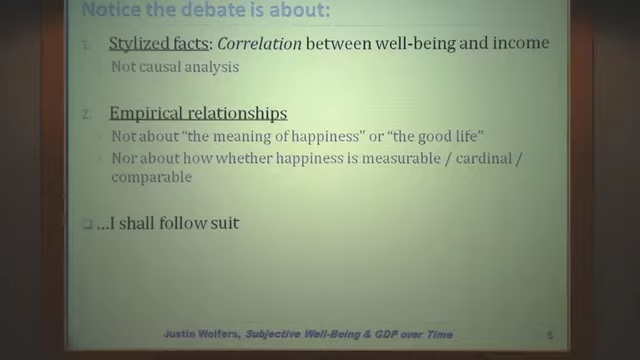 Notice the debate is about:
1. Stylized facts: Correlation between well-being and income
Not causal analysis
2. Empirical relationships
Not about “the meaning of happiness” or “the good life”
Nor about how whether happiness is measurable / cardinal /
comparable
...I shall follow suit
Justin Wolfers, Subjective Well-Being & GDP over Time
6